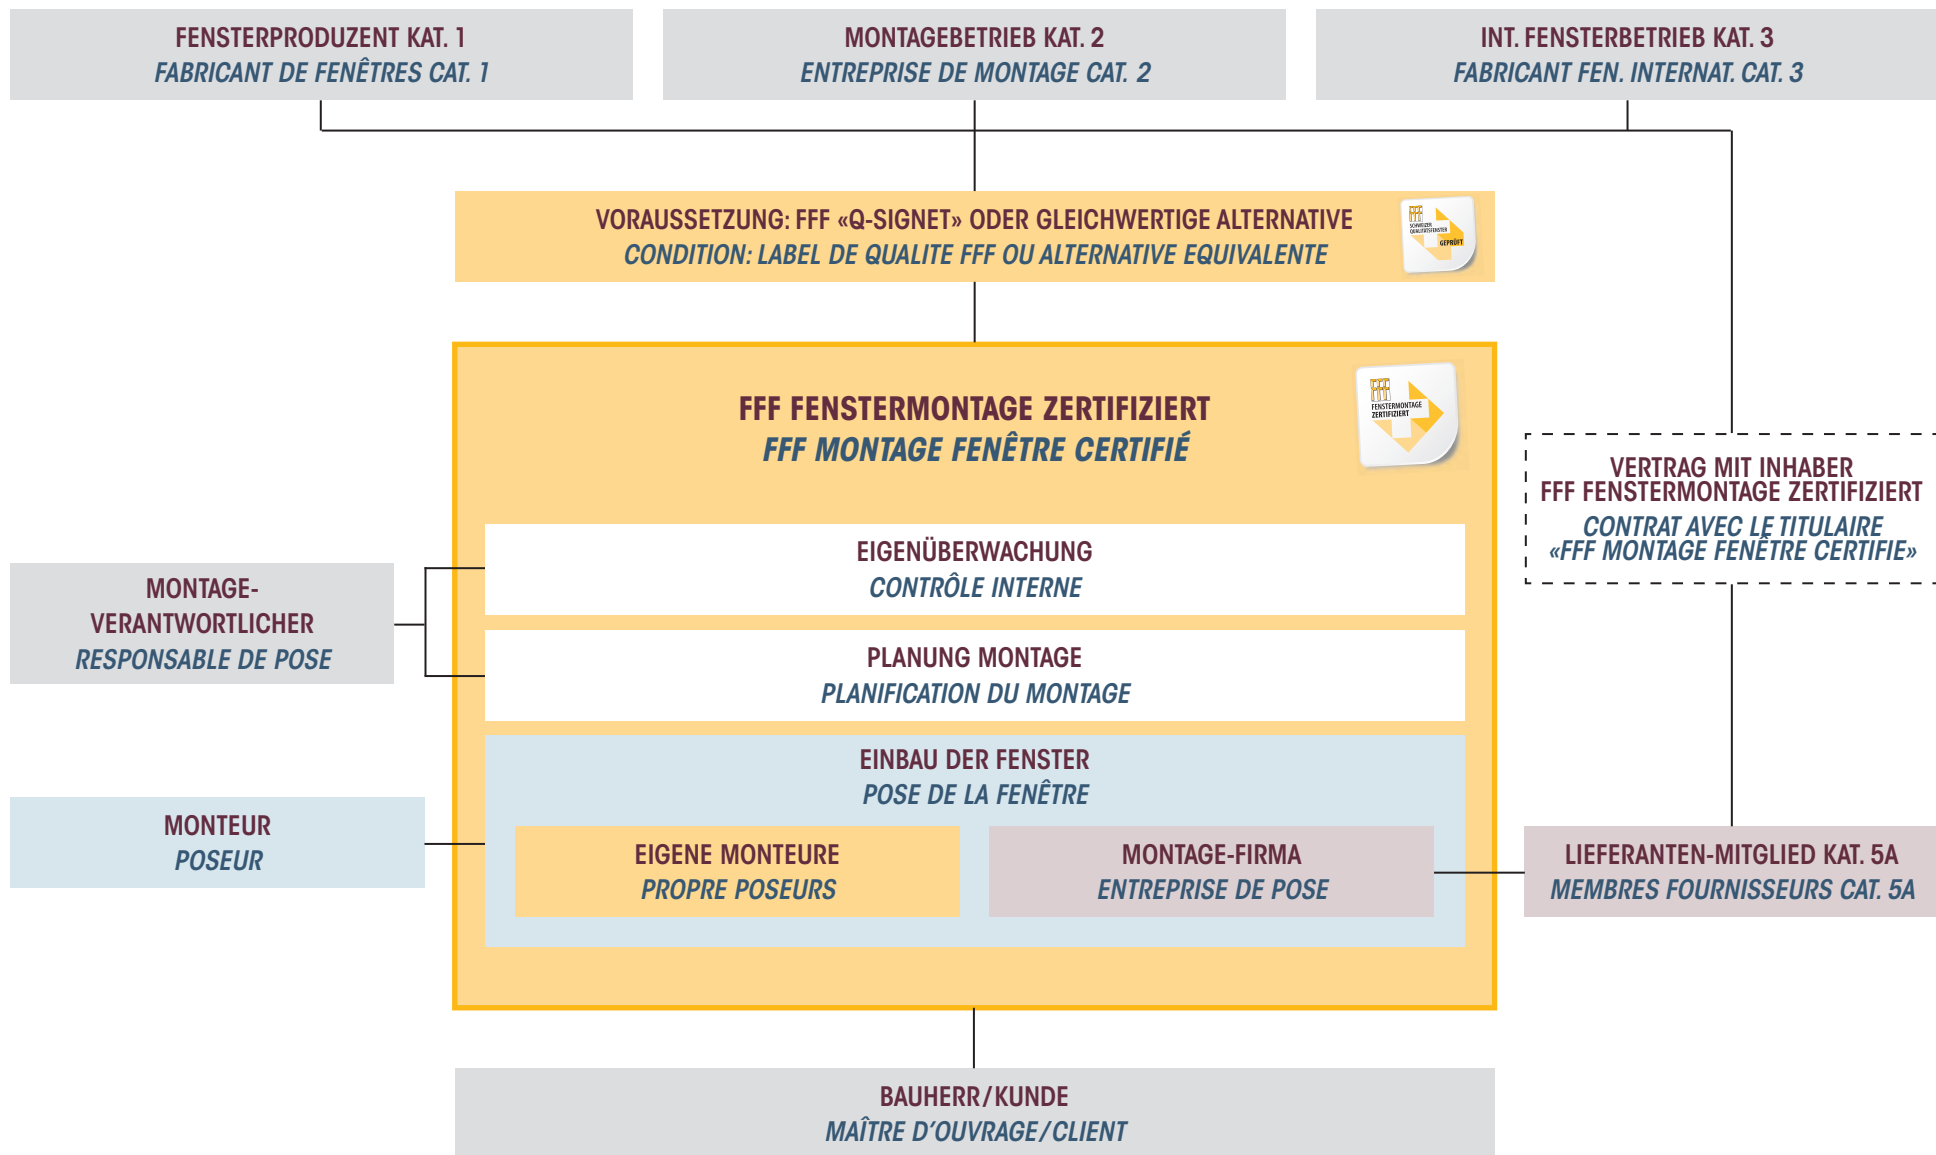 FENSTERPRODUZENT KAT. 1
FABRICANT DE FENÊTRES CAT. 1
MONTAGEBETRIEB KAT. 2
ENTREPRISE DE MONTAGE CAT. 2
INT. FENSTERBETRIEB KAT. 3
FABRICANT FEN. INTERNAT. CAT. 3
VORAUSSETZUNG: FFF «Q-SIGNET» ODER GLEICHWERTIGE ALTERNATIVE
CONDITION: LABEL DE QUALITE FFF OU ALTERNATIVE EQUIVALENTE
FFF
SCHWEIZER
QUALITÄTSFENSTER
GEPRÜFT
FFF FENSTERMONTAGE ZERTIFIZIERT
FFF MONTAGE FENÊTRE CERTIFIÉ
FFF
FENSTERMONTAGE
ZERTIFIZIERT
VERTRAG MIT INHABER
FFF FENSTERMONTAGE ZERTIFIZIERT
CONTRAT AVEC LE TITULAIRE
«FFF MONTAGE FENÊTRE CERTIFIE»
EIGENÜBERWACHUNG
CONTRÔLE INTERNE
MONTAGE-
VERANTWORTLICHER
RESPONSABLE DE POSE
PLANUNG MONTAGE
PLANIFICATION DU MONTAGE
EINBAU DER FENSTER
POSE DE LA FENÊTRE
MONTEUR
POSEUR
EIGENE MONTEURE
PROPRE POSEURS
MONTAGE-FIRMA
ENTREPRISE DE POSE
LIEFERANTEN-MITGLIED KAT. 5A
MEMBRES FOURNISSEURS CAT. 5A
BAUHERR/KUNDE
MAÎTRE D'OUVRAGE/CLIENT